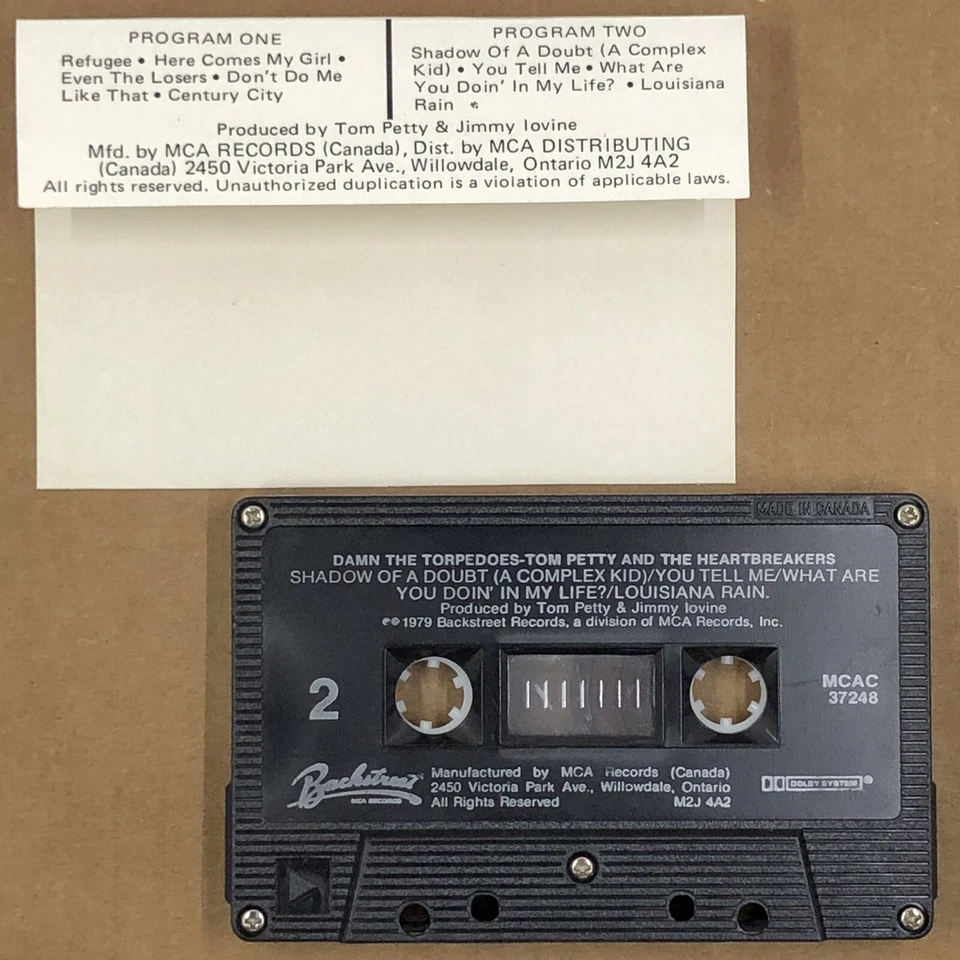 PROGRAM ONE
Refugee • Here Comes My Girl •
Even The Losers • Don't Do Me
Like That • Century City
PROGRAM TWO
Shadow Of A Doubt (A Complex
Kid) • You Tell Me • What Are
You Doin' In My Life? • Louisiana
Rain
Produced by Tom Petty & Jimmy Iovine
Mfd. by MCA RECORDS (Canada), Dist. by MCA DISTRIBUTING
(Canada) 2450 Victoria Park Ave., Willowdale, Ontario M2J 4A2
All rights reserved. Unauthorized duplication is a violation of applicable laws.
MADE IN CANADA
DAMN THE TORPEDOES-TOM PETTY AND THE HEARTBREAKERS
SHADOW OF A DOUBT (A COMPLEX KID)/YOU TELL ME/WHAT ARE
YOU DOIN' IN MY LIFE?/LOUISIANA RAIN.
Produced by Tom Petty & Jimmy Iovine
℗© 1979 Backstreet Records, a division of MCA Records, Inc.
2
MCAC
37248
Backstreet
MCA RECORDS
Manufactured by MCA Records (Canada)
2450 Victoria Park Ave., Willowdale, Ontario
All Rights Reserved M2J 4A2
DOLBY SYSTEM®